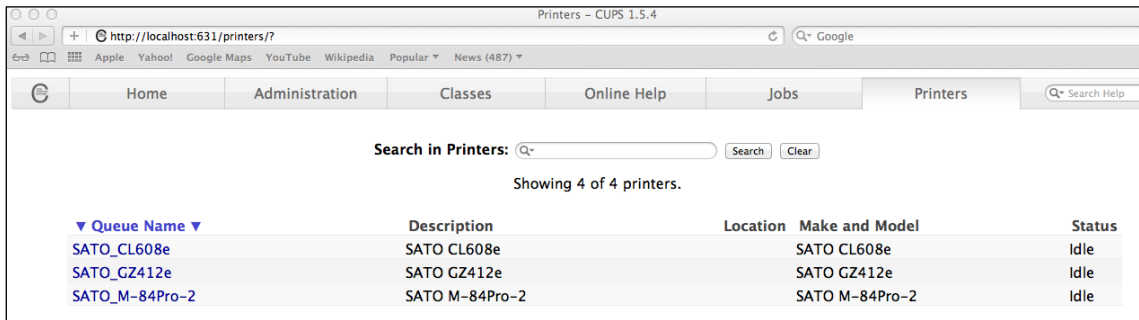 Printers – CUPS 1.5.4
http://localhost:631/printers/? Google
Apple Yahoo! Google Maps YouTube Wikipedia Popular ▾ News (487) ▾
Home Administration Classes Online Help Jobs Printers Search Help
Search in Printers: Search Clear
Showing 4 of 4 printers.
▼ Queue Name ▼ Description Location Make and Model Status
SATO_CL608e SATO CL608e SATO CL608e Idle
SATO_GZ412e SATO GZ412e SATO GZ412e Idle
SATO_M-84Pro-2 SATO M-84Pro-2 SATO M-84Pro-2 Idle